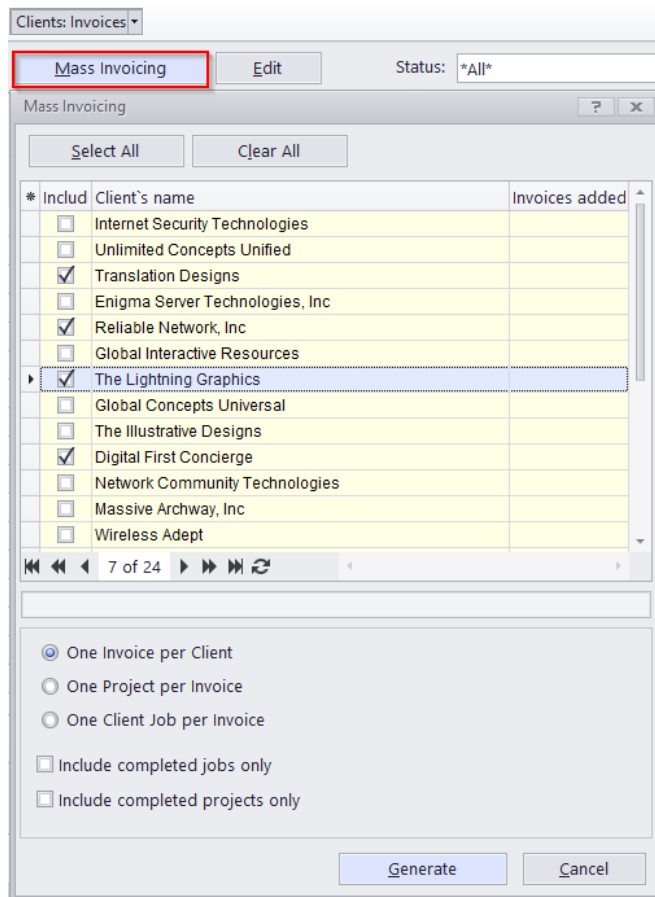 Clients: Invoices
Mass Invoicing Edit Status: *All*
Mass Invoicing ? x
Select All Clear All
* Includ Client`s name Invoices added
Internet Security Technologies
Unlimited Concepts Unified
Translation Designs
Enigma Server Technologies, Inc
Reliable Network, Inc
Global Interactive Resources
The Lightning Graphics
Global Concepts Universal
The Illustrative Designs
Digital First Concierge
Network Community Technologies
Massive Archway, Inc
Wireless Adept
7 of 24
One Invoice per Client
One Project per Invoice
One Client Job per Invoice
Include completed jobs only
Include completed projects only
Generate Cancel